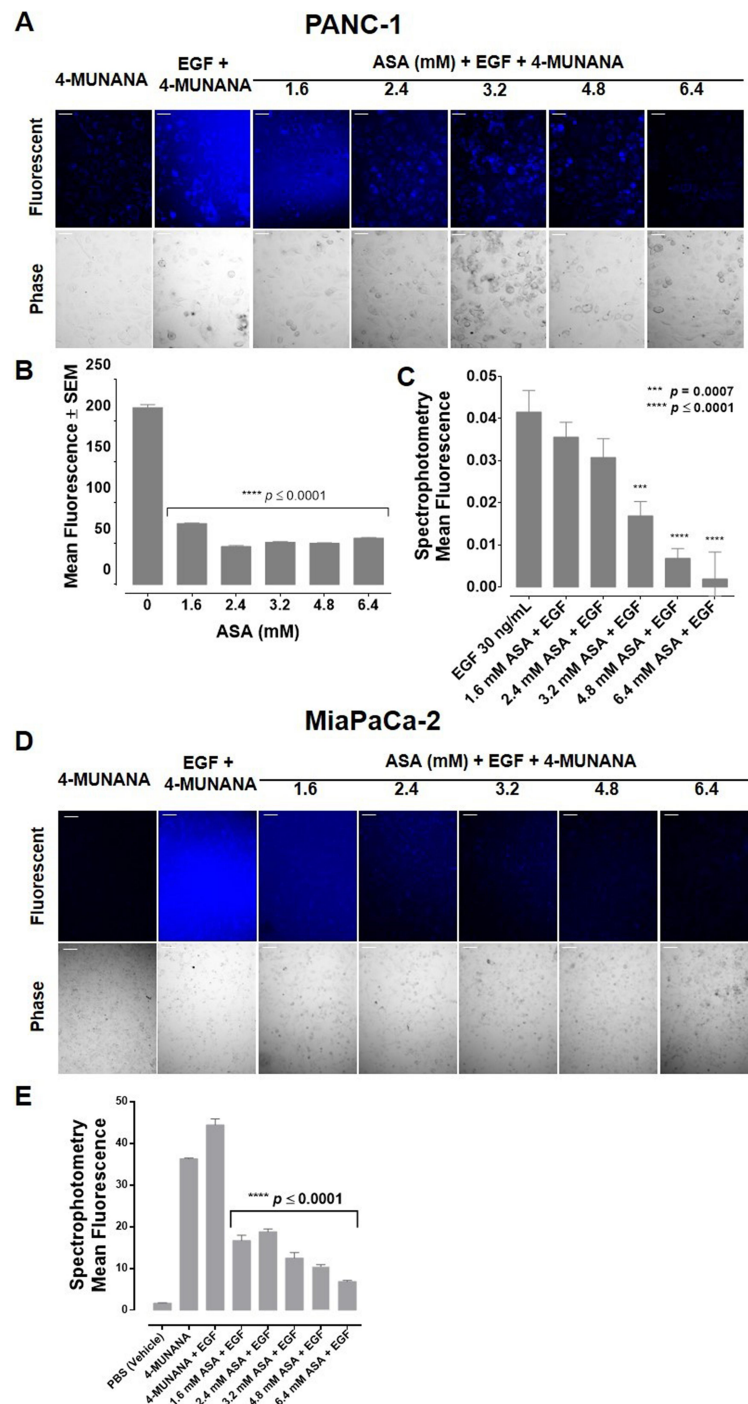 A
PANC-1
4-MUNANA
EGF +
4-MUNANA
ASA (mM) + EGF + 4-MUNANA
1.6 2.4 3.2 4.8 6.4
Fluorescent
Phase
B
Mean Fluorescence ± SEM
250
200
150
100
50
0
**** p ≤ 0.0001
0 1.6 2.4 3.2 4.8 6.4
ASA (mM)
C
Spectrophotometry
Mean Fluorescence
0.05
0.04
0.03
0.02
0.01
0.00
*** p = 0.0007
**** p ≤ 0.0001
***
****
****
EGF 30 ng/mL
1.6 mM ASA + EGF
2.4 mM ASA + EGF
3.2 mM ASA + EGF
4.8 mM ASA + EGF
6.4 mM ASA + EGF
MiaPaCa-2
D
4-MUNANA
EGF +
4-MUNANA
ASA (mM) + EGF + 4-MUNANA
1.6 2.4 3.2 4.8 6.4
Fluorescent
Phase
E
Spectrophotometry
Mean Fluorescence
50
40
30
20
10
0
**** p ≤ 0.0001
PBS (Vehicle)
4-MUNANA
4-MUNANA + EGF
1.6 mM ASA + EGF
2.4 mM ASA + EGF
3.2 mM ASA + EGF
4.8 mM ASA + EGF
6.4 mM ASA + EGF